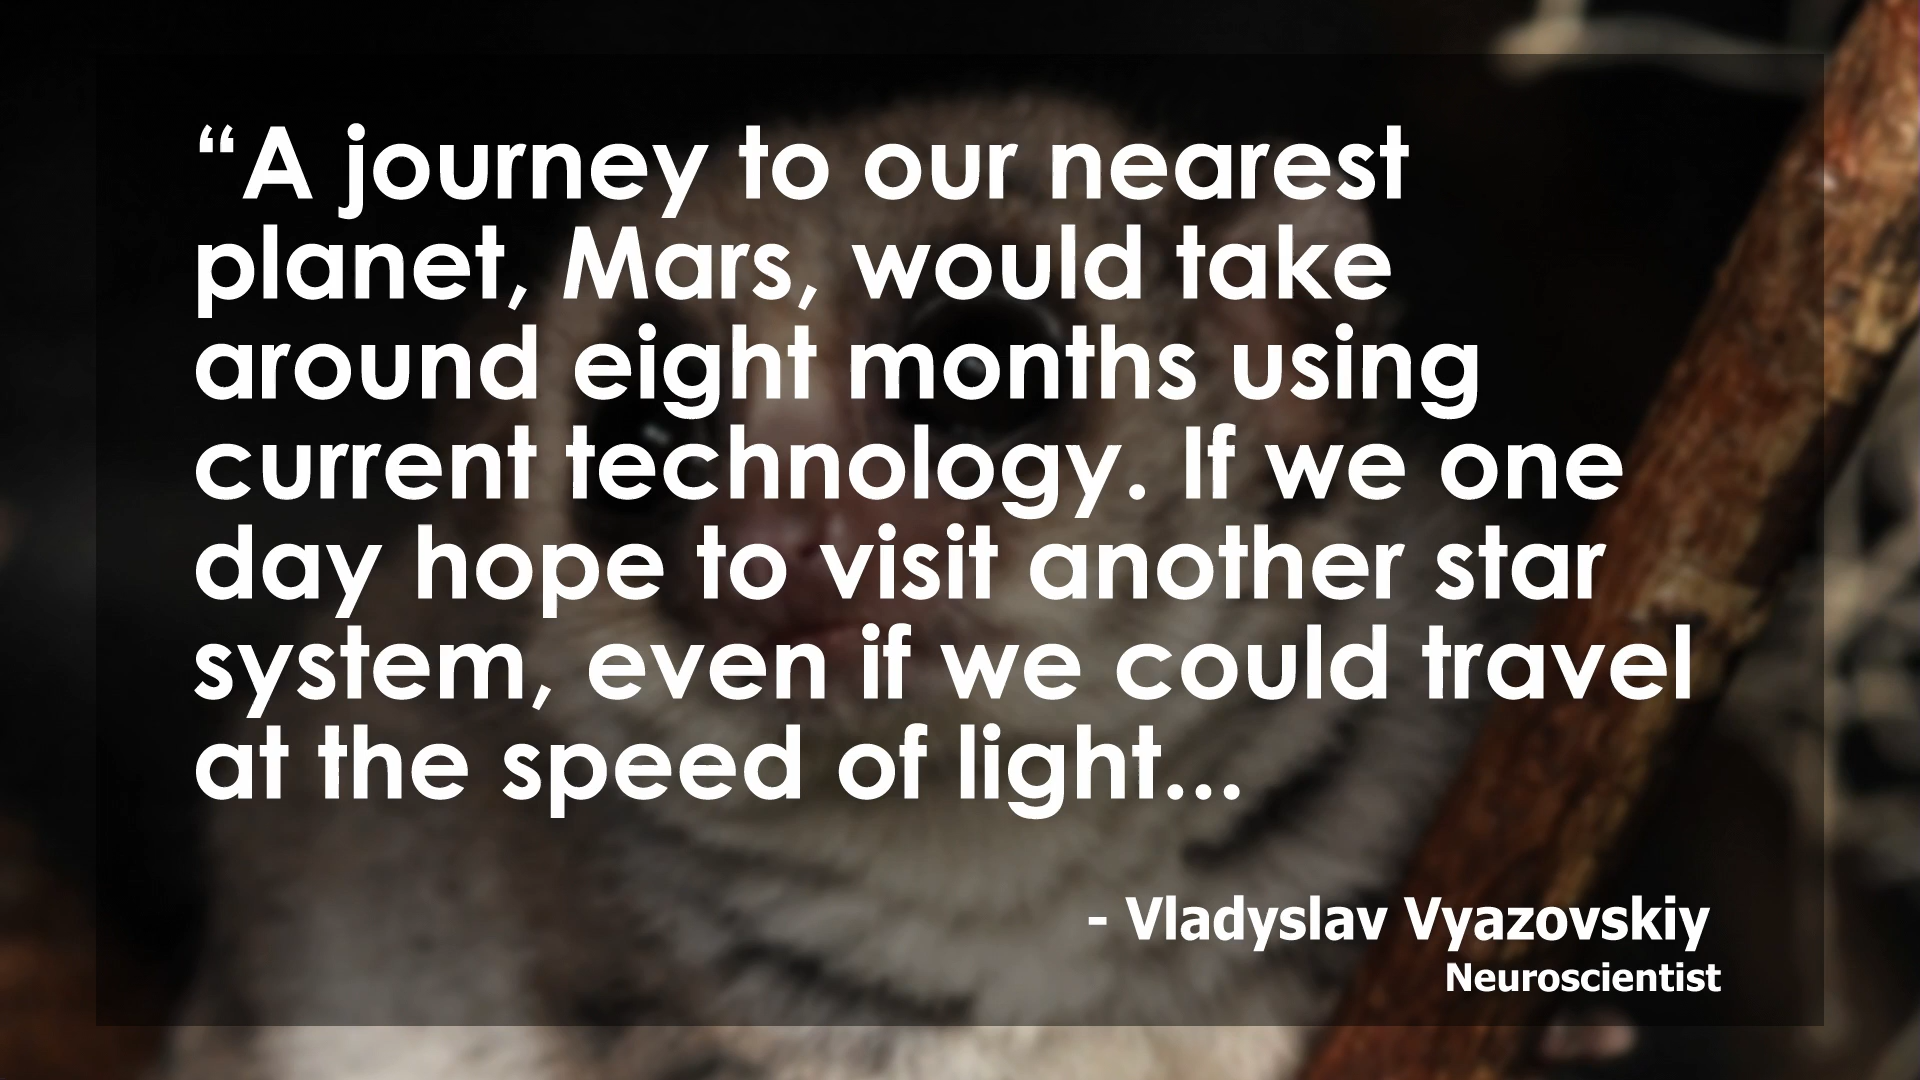 “A journey to our nearest
planet, Mars, would take
around eight months using
current technology. If we one
day hope to visit another star
system, even if we could travel
at the speed of light...
- Vladyslav Vyazovskiy
Neuroscientist